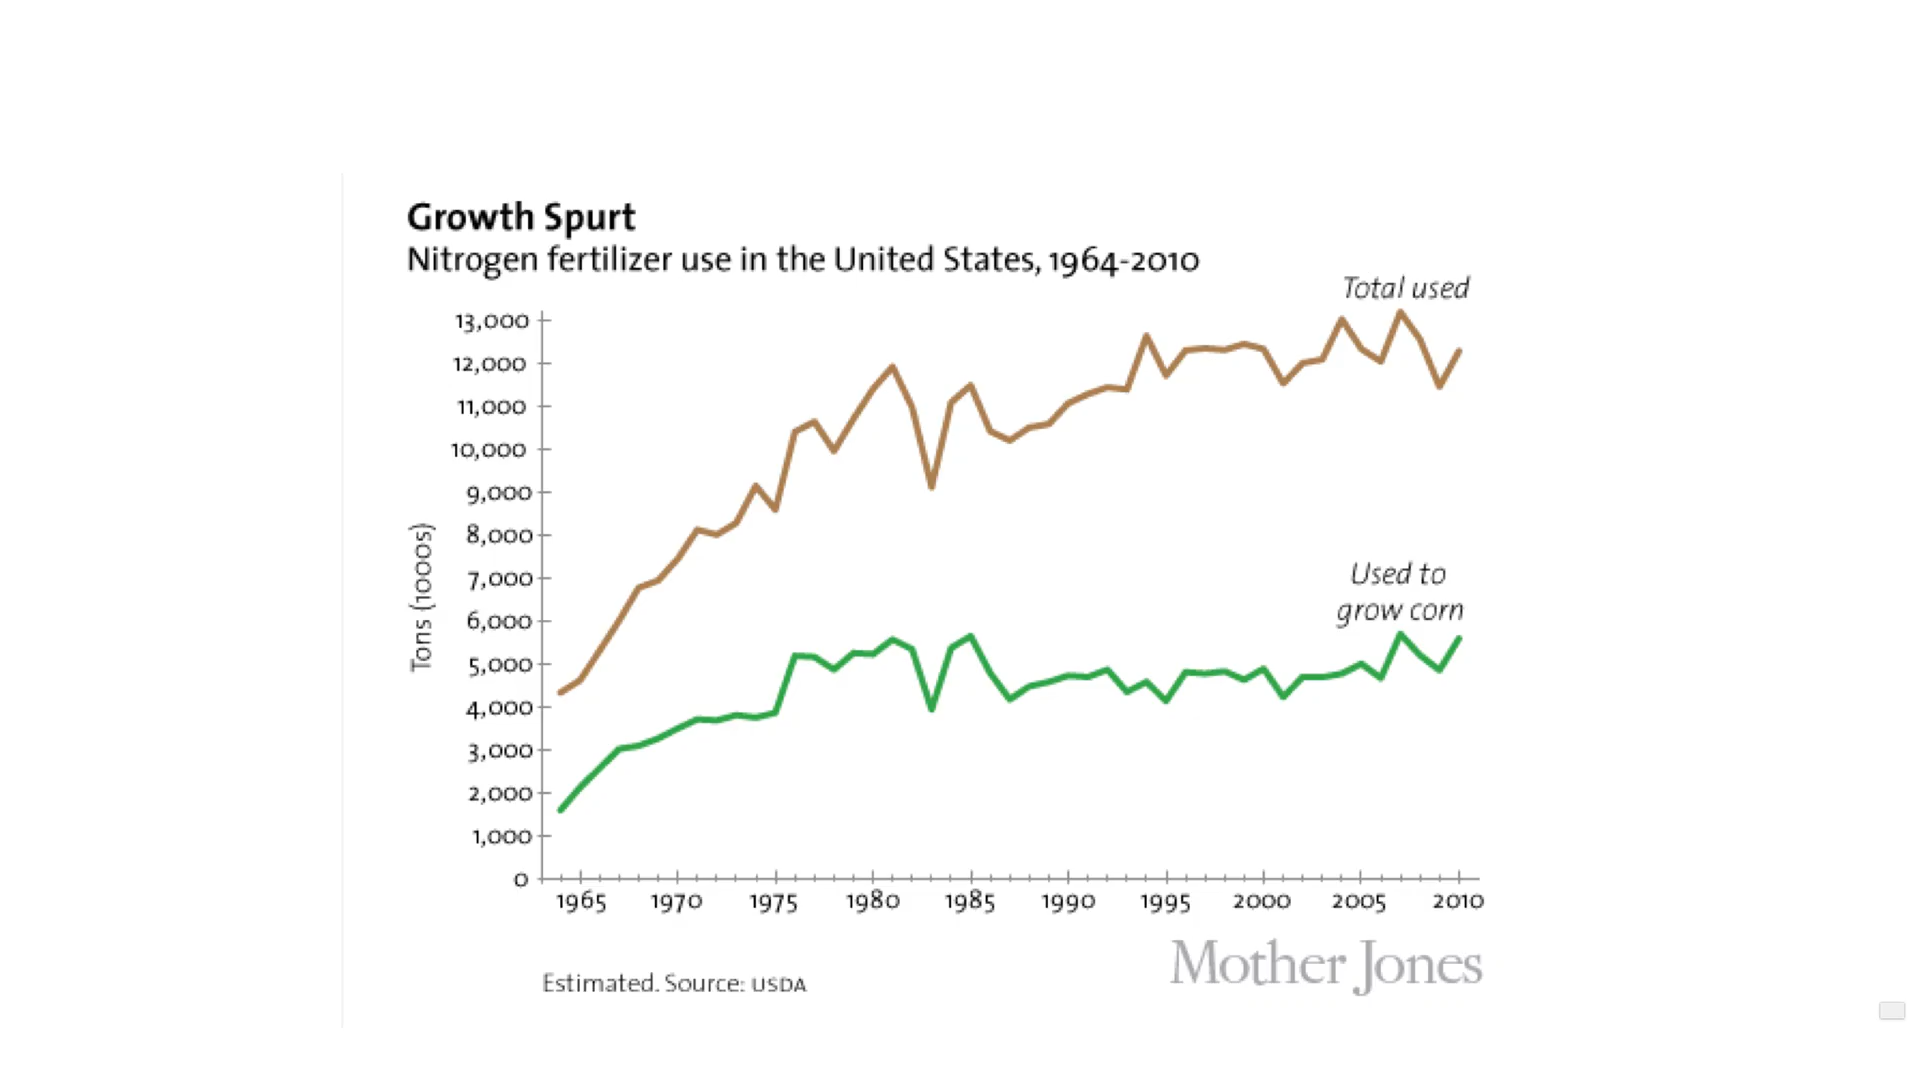 Growth Spurt
Nitrogen fertilizer use in the United States, 1964-2010
Total used
13,000
12,000
11,000
10,000
9,000
8,000
7,000
6,000
5,000
4,000
3,000
2,000
1,000
0
Tons (1000s)
Used to
grow corn
1965 1970 1975 1980 1985 1990 1995 2000 2005 2010
Mother Jones
Estimated. Source: USDA